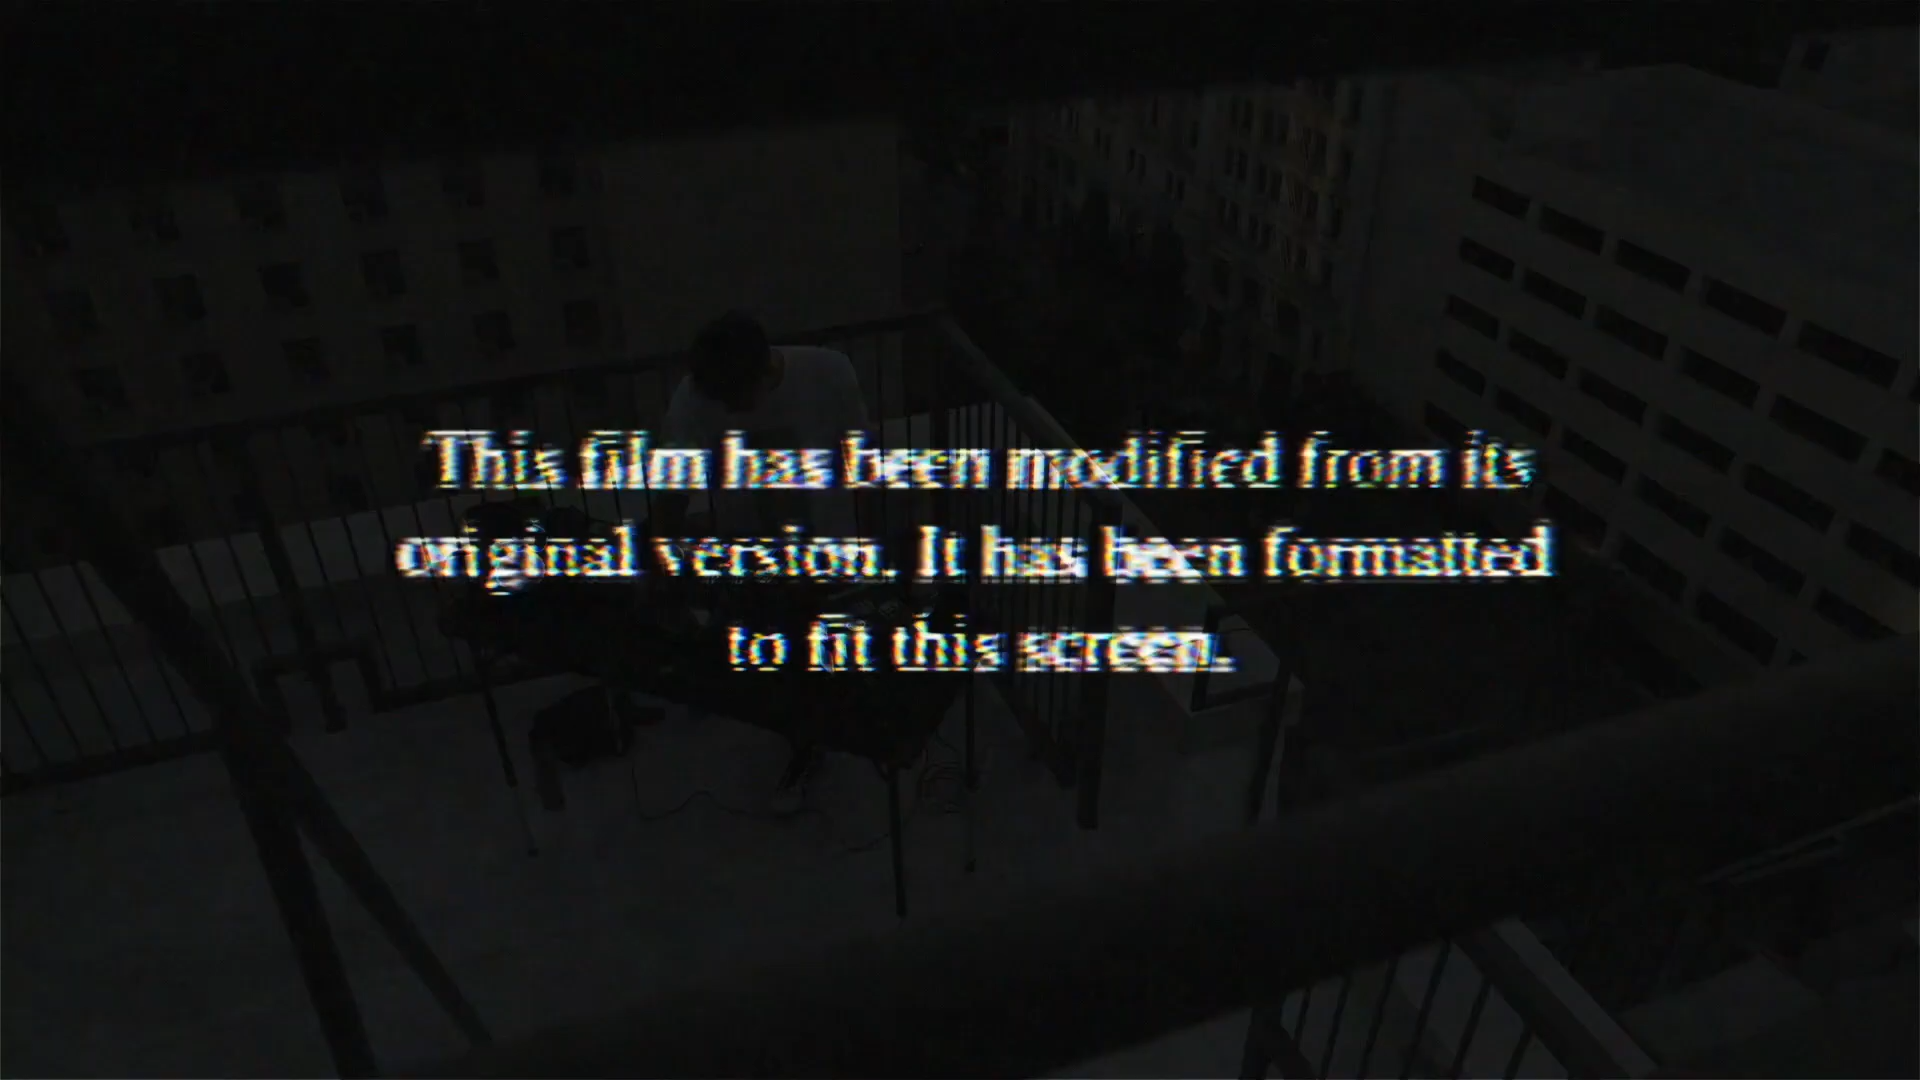 This film has been modified from its
original version. It has been formatted
to fit this screen.